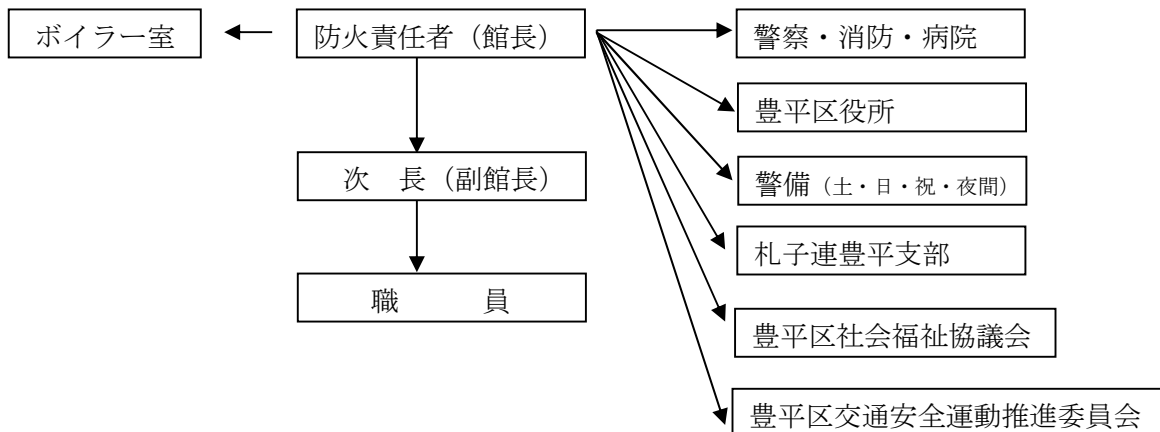 ボイラー室
防火責任者（館長）
警察・消防・病院
豊平区役所
次　長（副館長）
警備（土・日・祝・夜間）
札子連豊平支部
職　　　員
豊平区社会福祉協議会
豊平区交通安全運動推進委員会